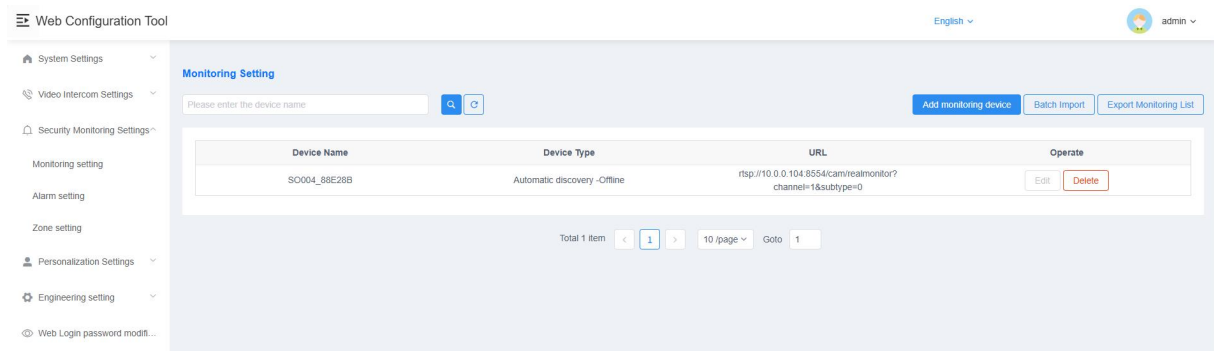 Web Configuration Tool
English
admin
System Settings
Video Intercom Settings
Security Monitoring Settings
Monitoring setting
Alarm setting
Zone setting
Personalization Settings
Engineering setting
Web Login password modifi...
Monitoring Setting
Please enter the device name
Add monitoring device
Batch Import
Export Monitoring List
Device Name Device Type URL Operate
SO004_88E28B Automatic discovery -Offline rtsp://10.0.0.104:8554/cam/realmonitor?
channel=1&subtype=0 Edit Delete
Total 1 item < 1 > 10 /page Goto 1